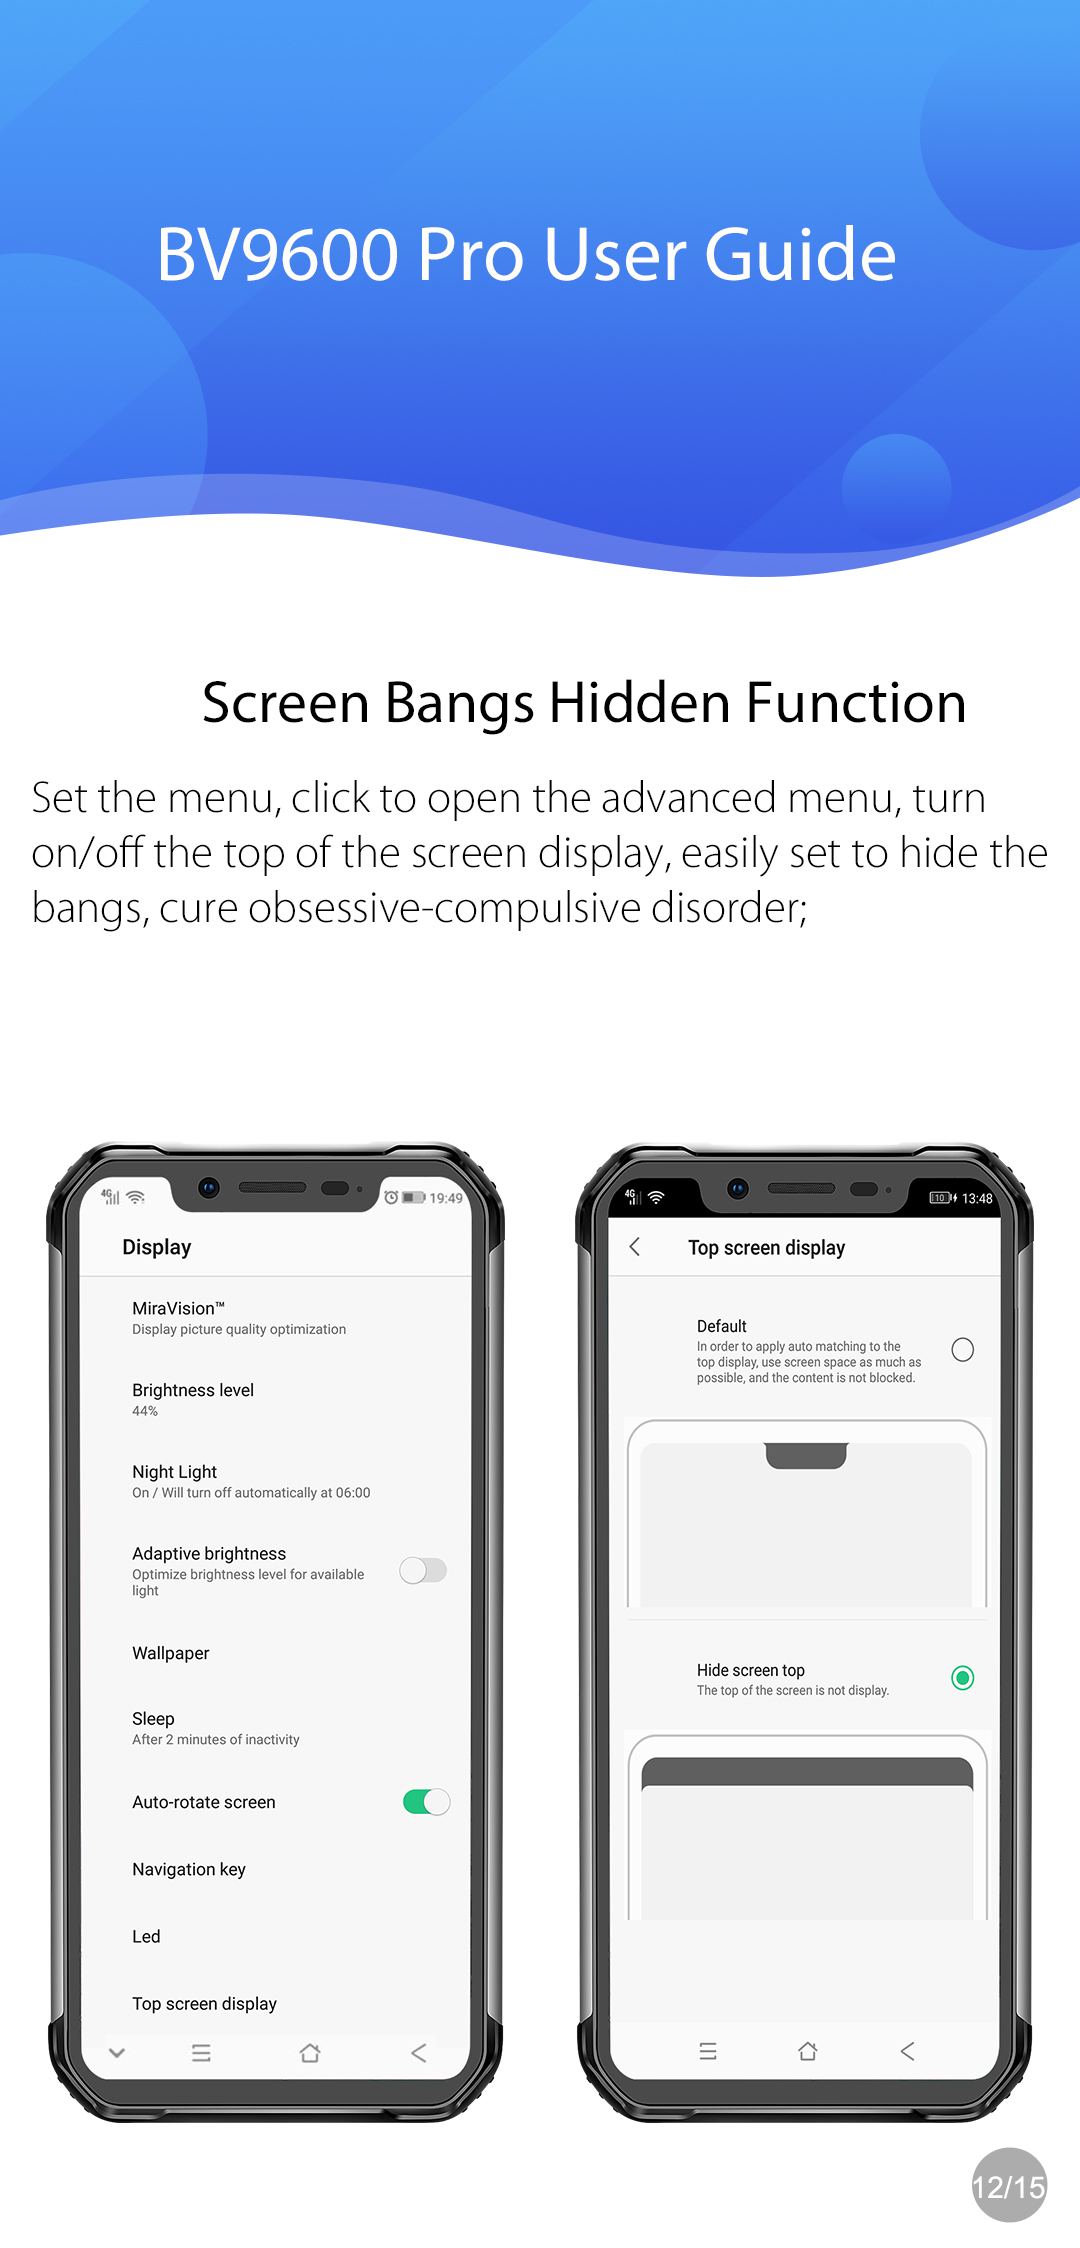 BV9600 Pro User Guide
Screen Bangs Hidden Function
Set the menu, click to open the advanced menu, turn
on/off the top of the screen display, easily set to hide the
bangs, cure obsessive-compulsive disorder;
4G 19:49
Display
MiraVision™
Display picture quality optimization
Brightness level
44%
Night Light
On / Will turn off automatically at 06:00
Adaptive brightness
Optimize brightness level for available
light
Wallpaper
Sleep
After 2 minutes of inactivity
Auto-rotate screen
Navigation key
Led
Top screen display
4G 10 13:48
Top screen display
Default
In order to apply auto matching to the
top display, use screen space as much as
possible, and the content is not blocked.
Hide screen top
The top of the screen is not display.
12/15